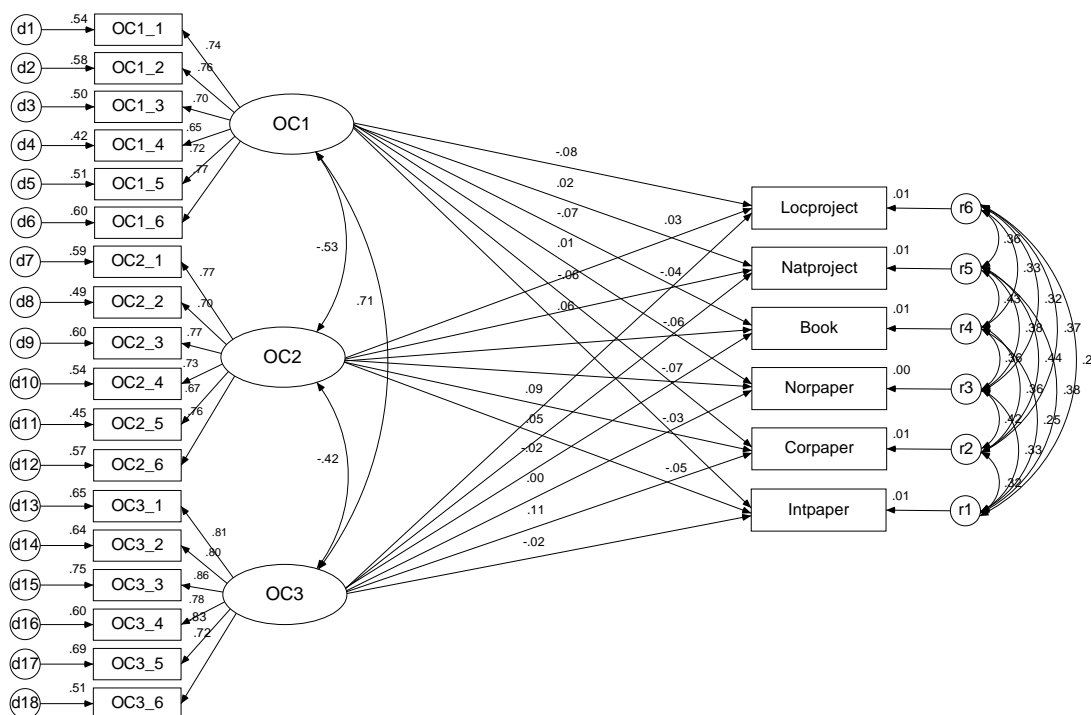 d1 .54 OC1_1 .74
d2 .58 OC1_2 .76
d3 .50 OC1_3 .70
d4 .42 OC1_4 .65
d5 .51 OC1_5 .72
d6 .60 OC1_6 .77
OC1
d7 .59 OC2_1 .77
d8 .49 OC2_2 .70
d9 .60 OC2_3 .77
d10 .54 OC2_4 .73
d11 .45 OC2_5 .67
d12 .57 OC2_6 .76
OC2
d13 .65 OC3_1 .81
d14 .64 OC3_2 .80
d15 .75 OC3_3 .86
d16 .60 OC3_4 .78
d17 .69 OC3_5 .83
d18 .51 OC3_6 .72
OC3
-.53
.71
-.42
-.08
.02
-.07
.01
-.06
-.04
.03
.06
-.06
-.07
.09
-.03
.05
-.02
-.05
.00
.11
-.02
Locproject .01 r6
Natproject .01 r5
Book .01 r4
Norpaper .00 r3
Corpaper .01 r2
Intpaper .01 r1
.36
.33
.32
.37
.43
.38
.44
.38
.36
.36
.25
.42
.33
.32